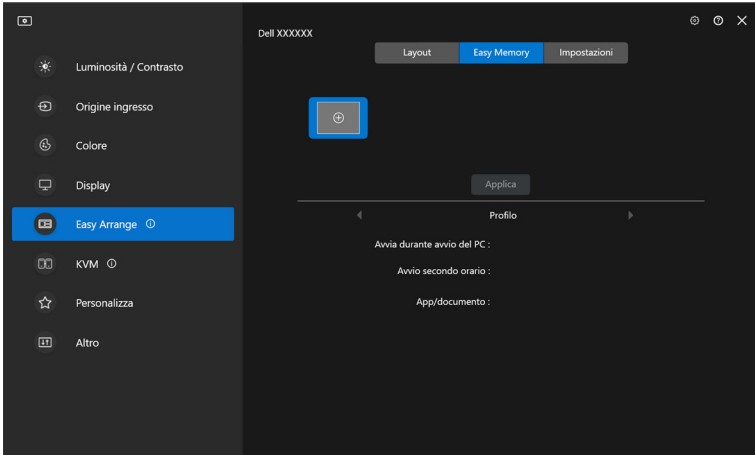 Dell XXXXXX
Layout
Easy Memory
Impostazioni
Luminosità / Contrasto
Origine ingresso
Colore
Display
Easy Arrange
KVM
Personalizza
Altro
Applica
Profilo
Avvia durante avvio del PC :
Avvio secondo orario :
App/documento :